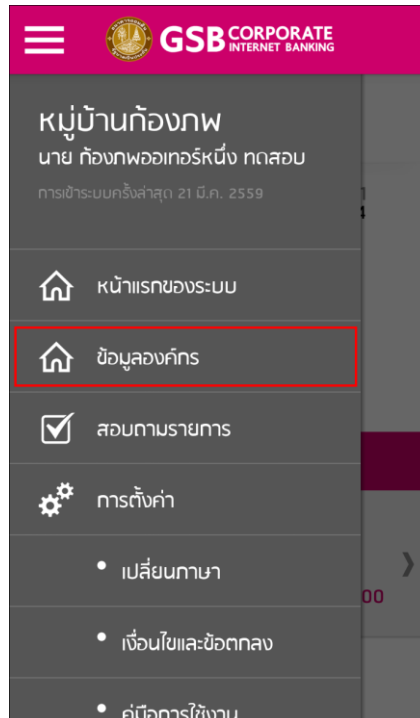 GSB CORPORATE
INTERNET BANKING
หมู่บ้านก้องภพ
นาย ก้องภพออเทอร์หนึ่ง ทดสอบ
การเข้าระบบครั้งล่าสุด 21 มี.ค. 2559
หน้าแรกของระบบ
ข้อมูลองค์กร
สอบถามรายการ
การตั้งค่า
• เปลี่ยนภาษา
00
• เงื่อนไขและข้อตกลง
• คู่มือการใช้งาน